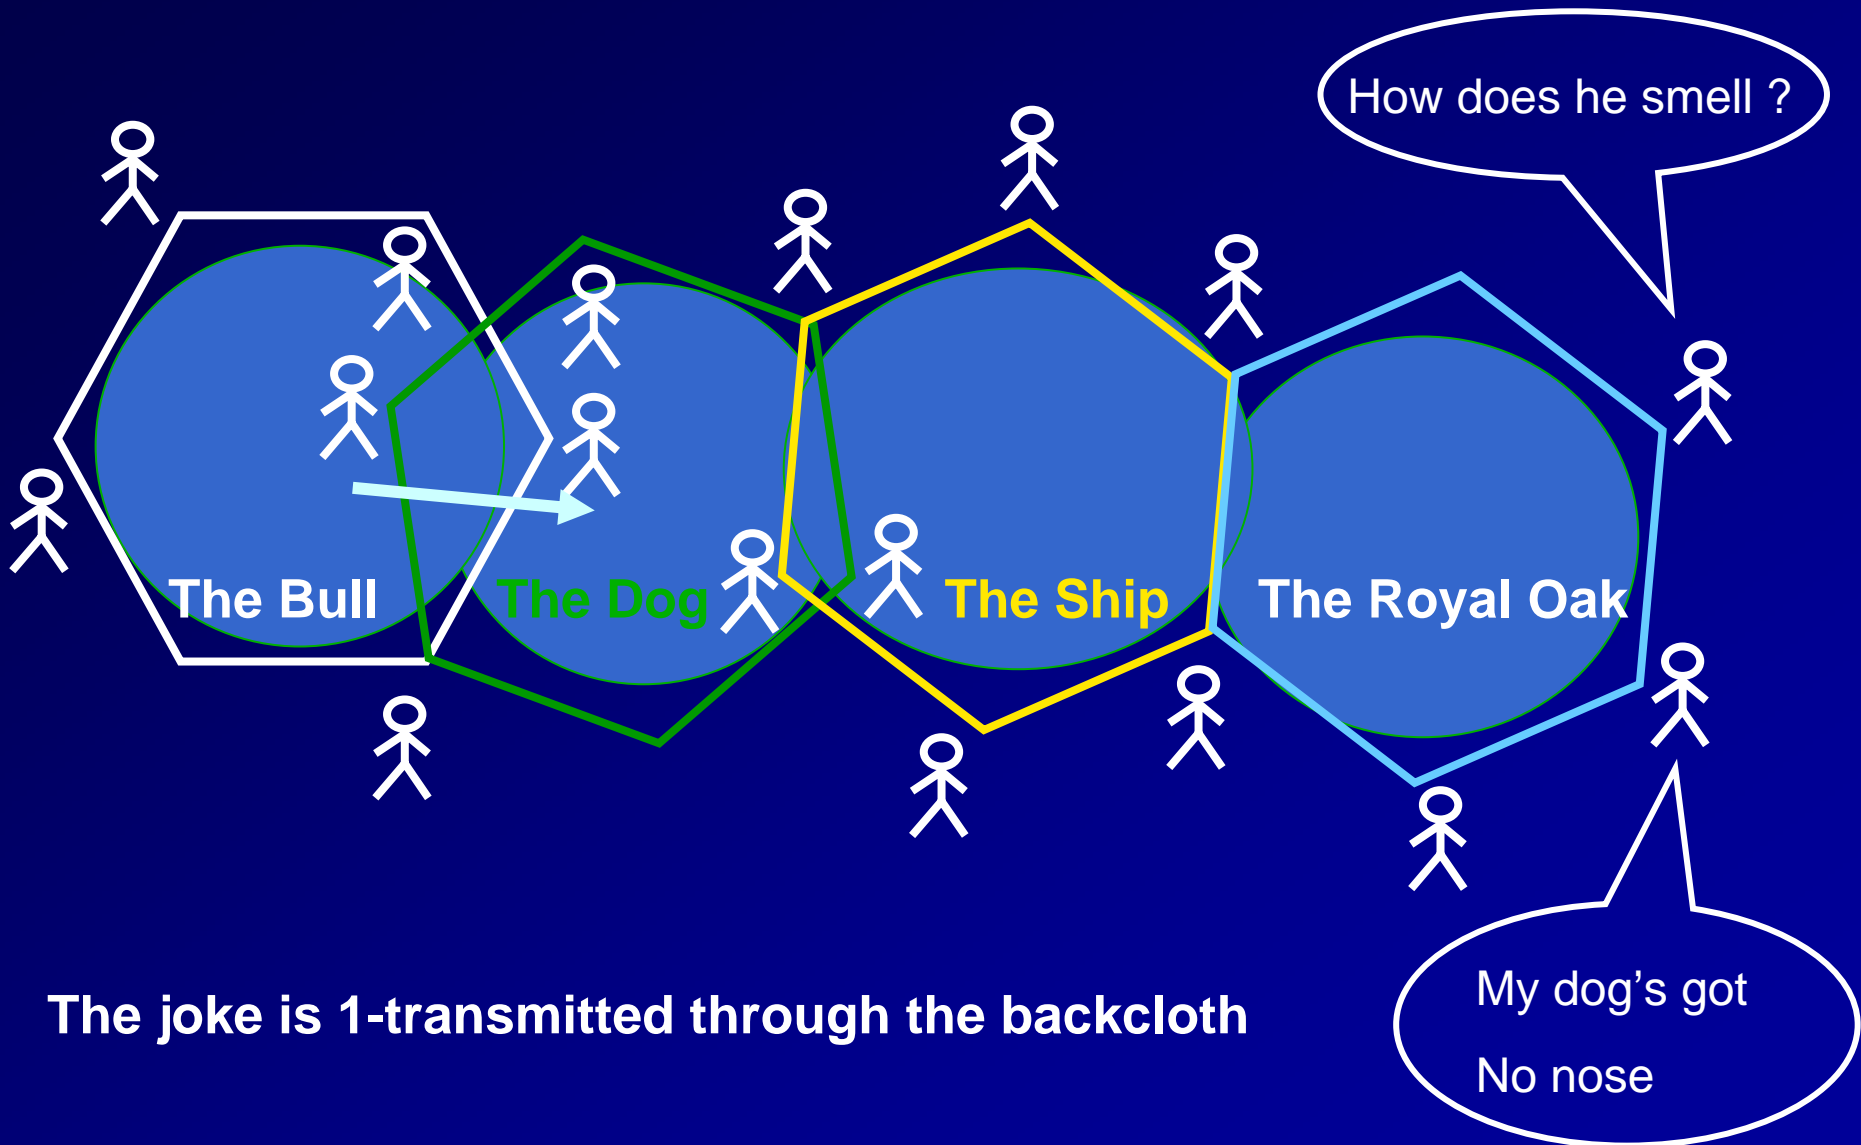 How does he smell ?
The Bull
The Dog
The Ship
The Royal Oak
My dog’s got
No nose
The joke is 1-transmitted through the backcloth